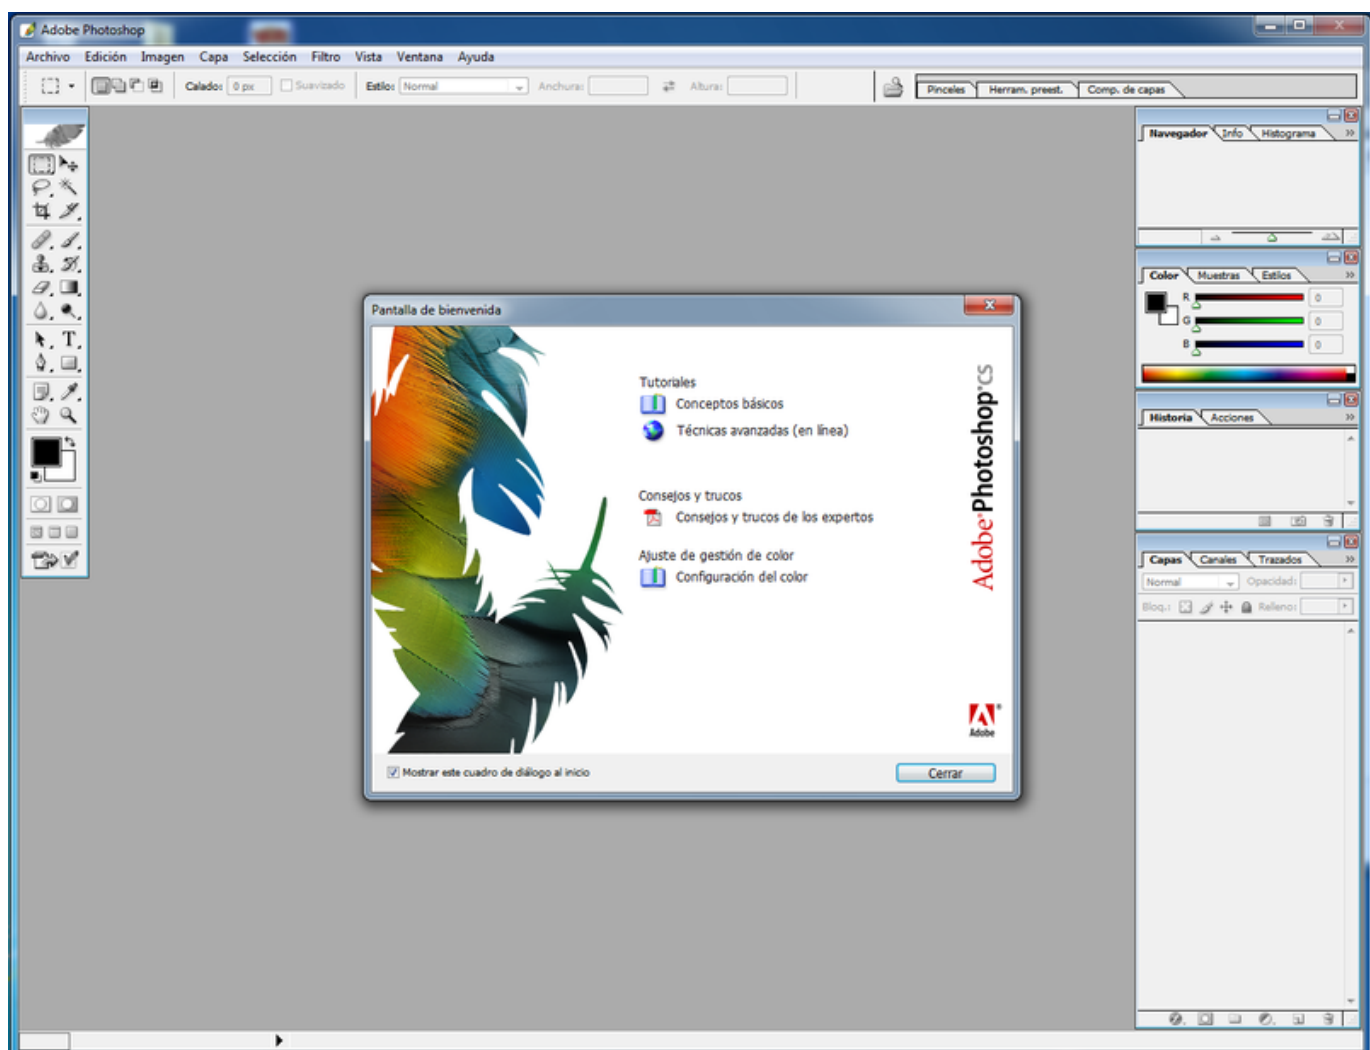 Adobe Photoshop
Archivo Edición Imagen Capa Selección Filtro Vista Ventana Ayuda
Calado: 0 px Suavizado Estilo: Normal Anchura: Altura: Pinceles Herram. preest. Comp. de capas
Navegador Info Histograma
Color Muestras Estilos
R 0
G 0
B 0
Historia Acciones
Capas Canales Trazados
Normal Opacidad:
Bloq.: Relleno:
T
Pantalla de bienvenida
Tutoriales
Conceptos básicos
Técnicas avanzadas (en línea)
Consejos y trucos
Consejos y trucos de los expertos
Ajuste de gestión de color
Configuración del color
Adobe® Photoshop® CS
Adobe®
Mostrar este cuadro de diálogo al inicio
Cerrar